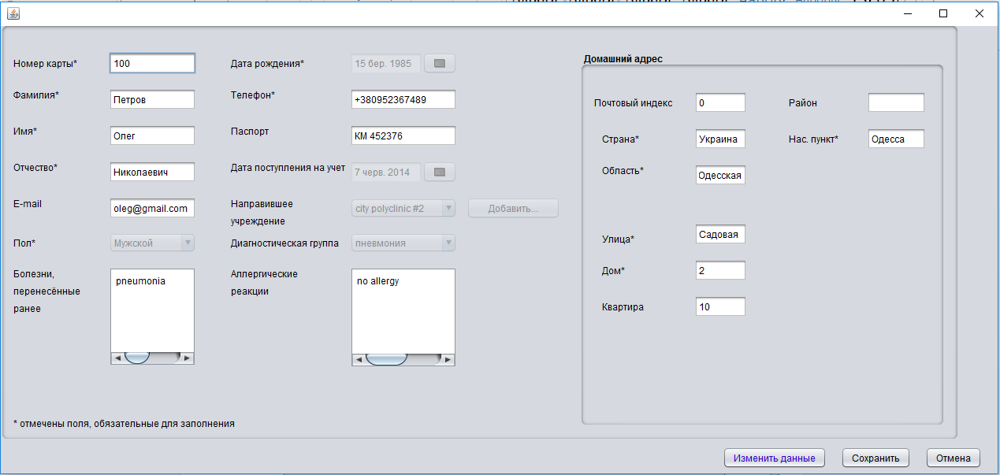 Номер карты*
100
Дата рождения*
15 бер. 1985
Фамилия*
Петров
Телефон*
+380952367489
Имя*
Олег
Паспорт
КМ 452376
Отчество*
Николаевич
Дата поступления на учет
7 черв. 2014
E-mail
oleg@gmail.com
Направившее
учреждение
city polyclinic #2
Добавить...
Пол*
Мужской
Диагностическая группа
пневмония
Болезни,
перенесённые
ранее
pneumonia
Аллергические
реакции
no allergy
* отмечены поля, обязательные для заполнения
Домашний адрес
Почтовый индекс
0
Район
Страна*
Украина
Нас. пункт*
Одесса
Область*
Одесская
Улица*
Садовая
Дом*
2
Квартира
10
Изменить данные
Сохранить
Отмена